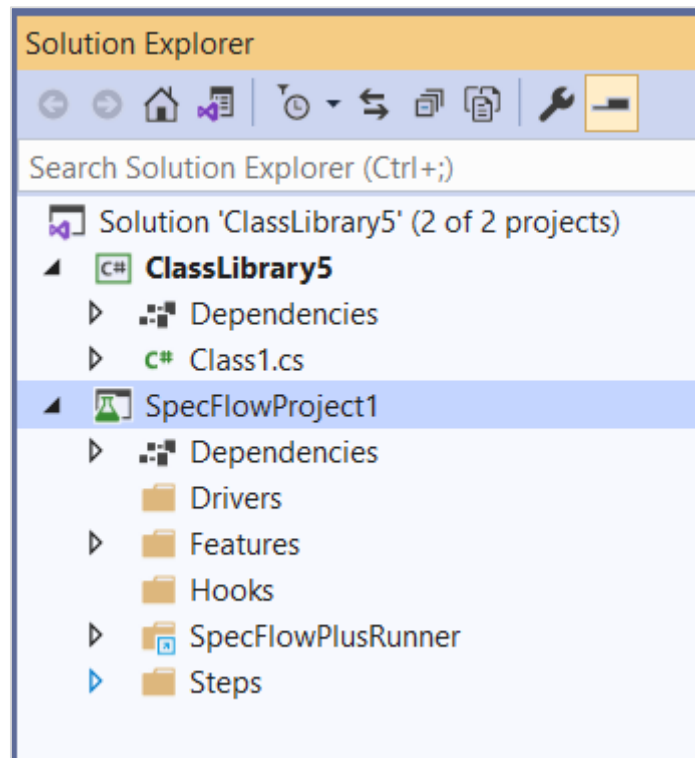 Solution Explorer
Search Solution Explorer (Ctrl+;)
Solution 'ClassLibrary5' (2 of 2 projects)
C# ClassLibrary5
Dependencies
C# Class1.cs
SpecFlowProject1
Dependencies
Drivers
Features
Hooks
SpecFlowPlusRunner
Steps